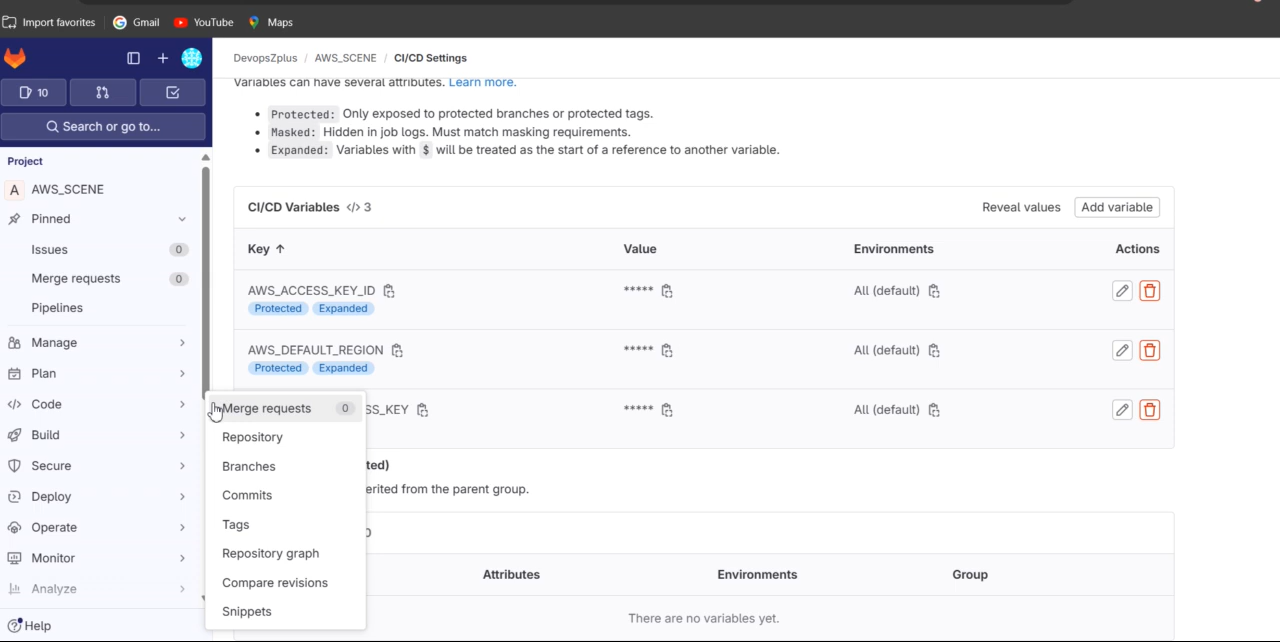 Import favorites
Gmail
YouTube
Maps
10
Search or go to...
Project
A AWS_SCENE
Pinned
Issues 0
Merge requests 0
Pipelines
Manage
Plan
Code
Build
Secure
Deploy
Operate
Monitor
Analyze
Help
Merge requests 0
Repository
Branches
Commits
Tags
Repository graph
Compare revisions
Snippets
DevopsZplus / AWS_SCENE / CI/CD Settings
Variables can have several attributes. Learn more.
• Protected: Only exposed to protected branches or protected tags.
• Masked: Hidden in job logs. Must match masking requirements.
• Expanded: Variables with $ will be treated as the start of a reference to another variable.
CI/CD Variables </> 3
Reveal values
Add variable
Key ↑ Value Environments Actions
AWS_ACCESS_KEY_ID ***** All (default)
Protected Expanded
AWS_DEFAULT_REGION ***** All (default)
Protected Expanded
SS_KEY ***** All (default)
ted)
erited from the parent group.
Attributes Environments Group
There are no variables yet.